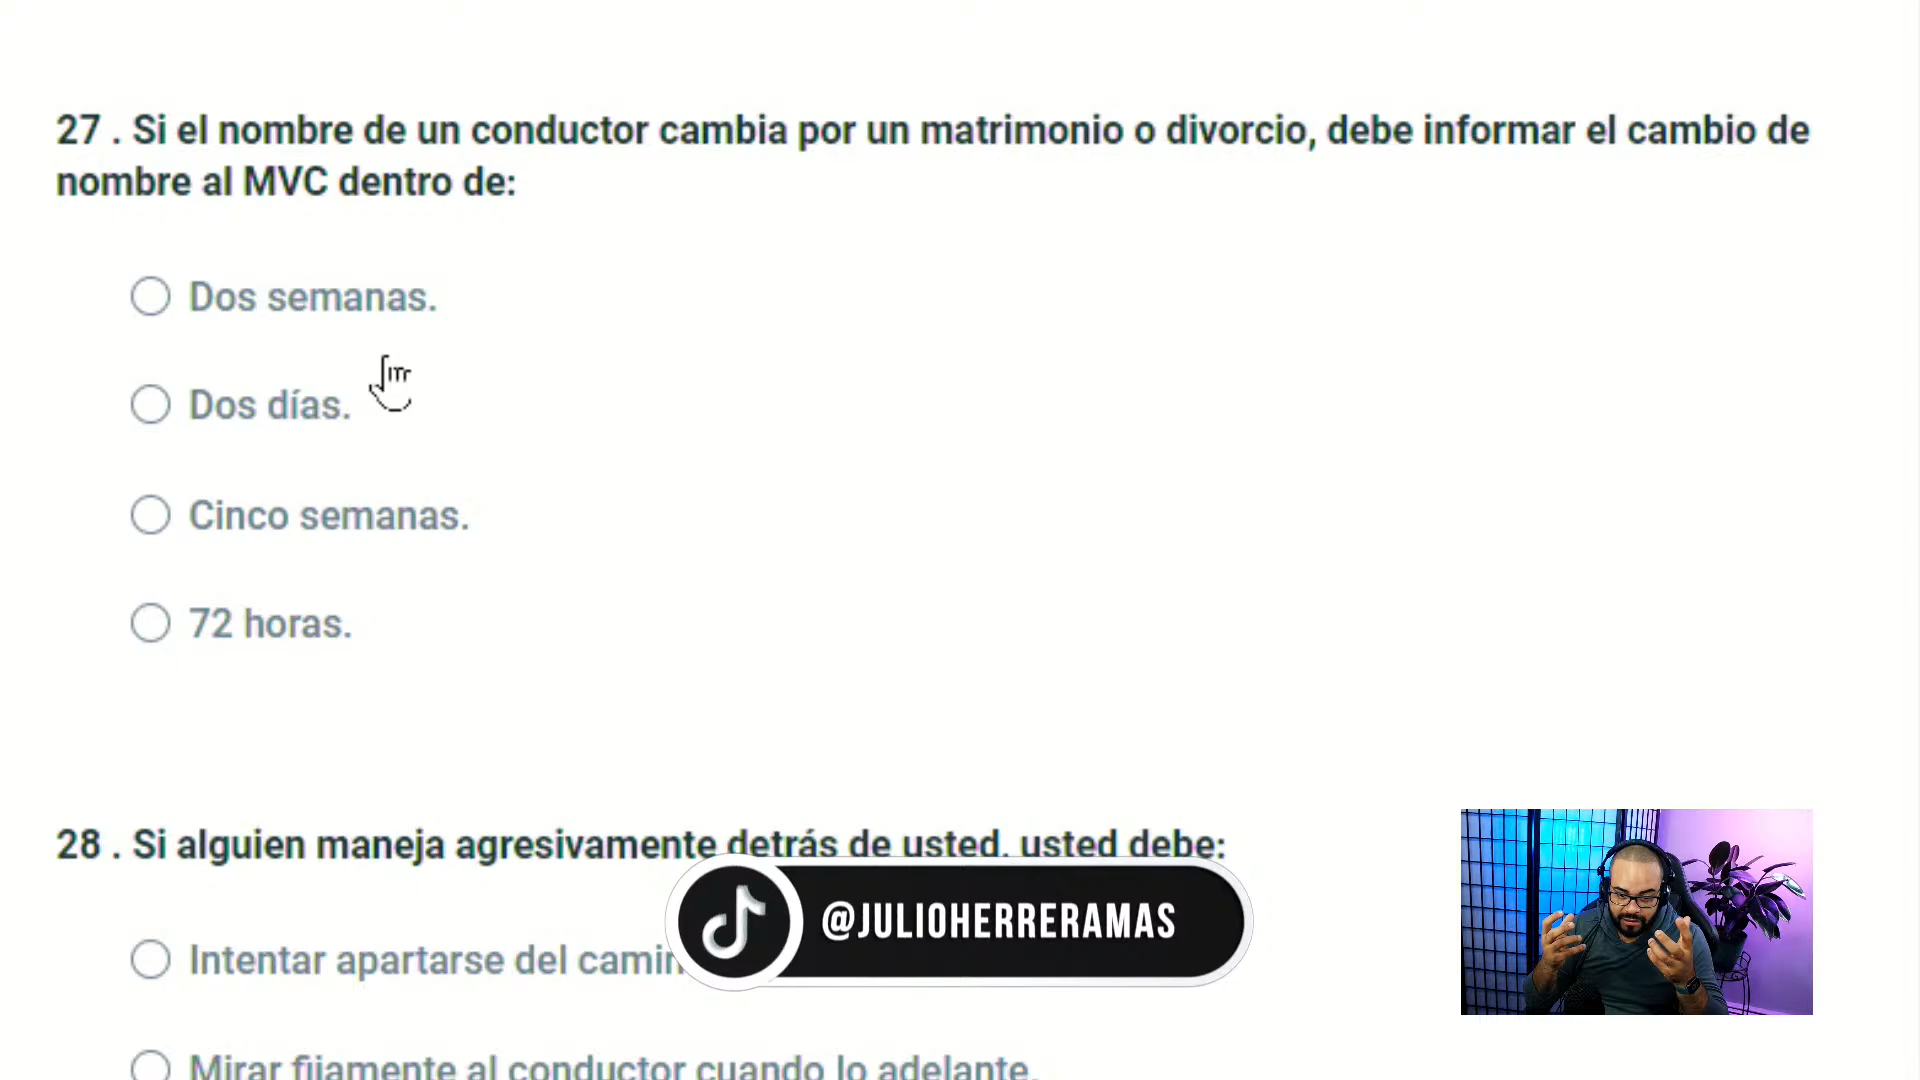 27 . Si el nombre de un conductor cambia por un matrimonio o divorcio, debe informar el cambio de
nombre al MVC dentro de:
Dos semanas.
Dos días.
Cinco semanas.
72 horas.
28 . Si alguien maneja agresivamente detrás de usted, usted debe:
@JULIOHERRERAMAS
Intentar apartarse del
Mirar fijamente al conductor cuando lo adelante.